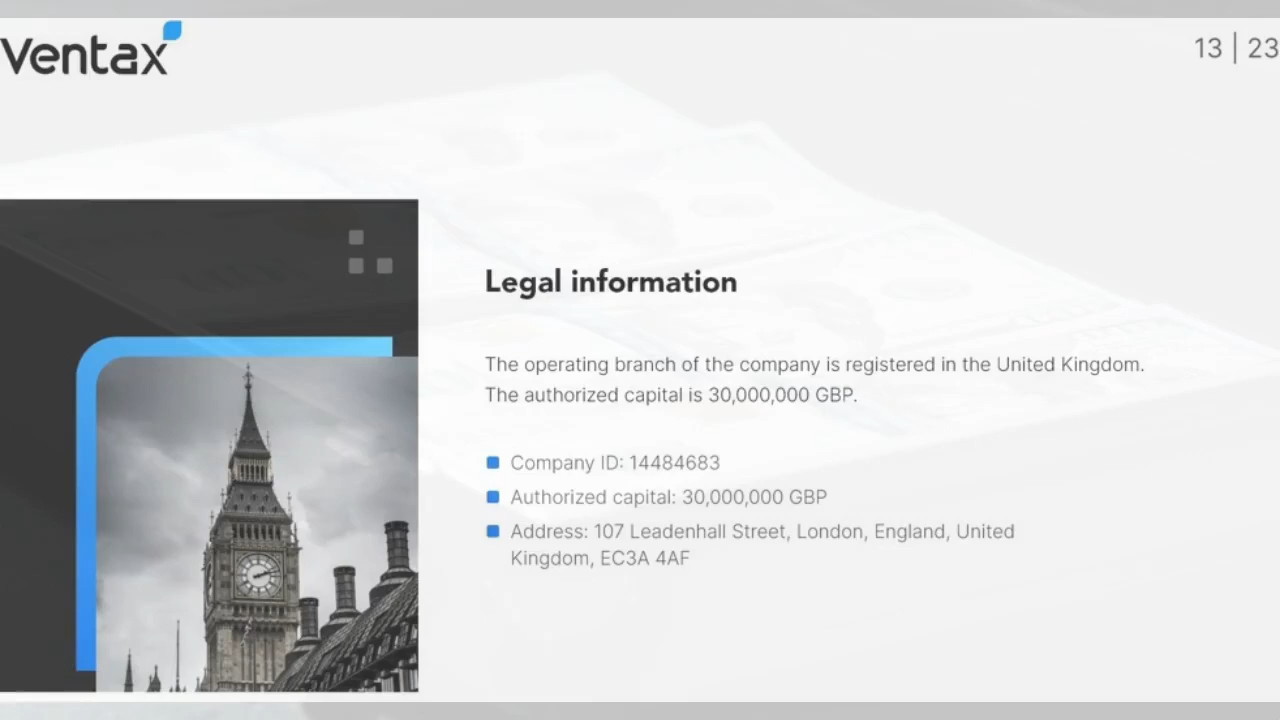 Ventax
13 | 23
Legal information
The operating branch of the company is registered in the United Kingdom.
The authorized capital is 30,000,000 GBP.
Company ID: 14484683
Authorized capital: 30,000,000 GBP
Address: 107 Leadenhall Street, London, England, United
Kingdom, EC3A 4AF